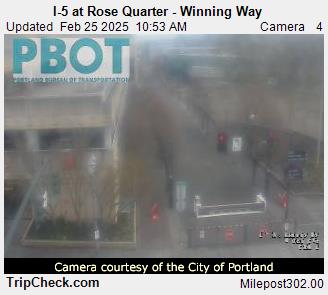 I-5 at Rose Quarter - Winning Way
Updated Feb 25 2025 10:53 AM Camera 4
PBOT
PORTLAND BUREAU OF TRANSPORTATION
Camera courtesy of the City of Portland
TripCheck.com Milepost302.00